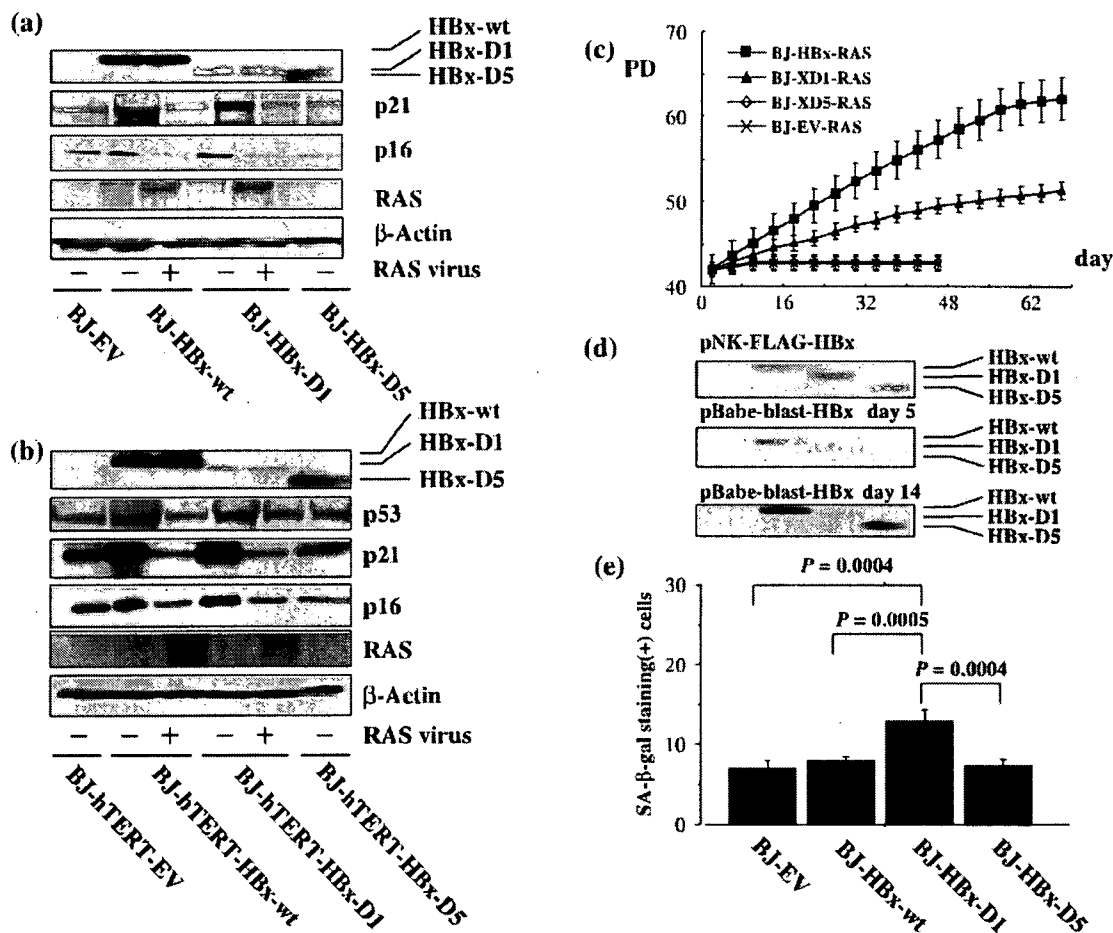 (a)
HBx-wt
HBx-D1
HBx-D5
p21
p16
RAS
β-Actin
− − + − + − RAS virus
BJ-EV
BJ-HBx-wt
BJ-HBx-D1
BJ-HBx-D5
(b)
HBx-wt
HBx-D1
HBx-D5
p53
p21
p16
RAS
β-Actin
− − + − + − RAS virus
BJ-hTERT-EV
BJ-hTERT-HBx-wt
BJ-hTERT-HBx-D1
BJ-hTERT-HBx-D5
(c)
PD
70
60
50
40
BJ-HBx-RAS
BJ-XD1-RAS
BJ-XD5-RAS
BJ-EV-RAS
0 16 32 48 62
day
(d)
pNK-FLAG-HBx
HBx-wt
HBx-D1
HBx-D5
pBabe-blast-HBx day 5
HBx-wt
HBx-D1
HBx-D5
pBabe-blast-HBx day 14
HBx-wt
HBx-D1
HBx-D5
(e)
SA-β-gal staining(+) cells
30
20
10
0
P = 0.0004
P = 0.0005
P = 0.0004
BJ-EV
BJ-HBx-wt
BJ-HBx-D1
BJ-HBx-D5